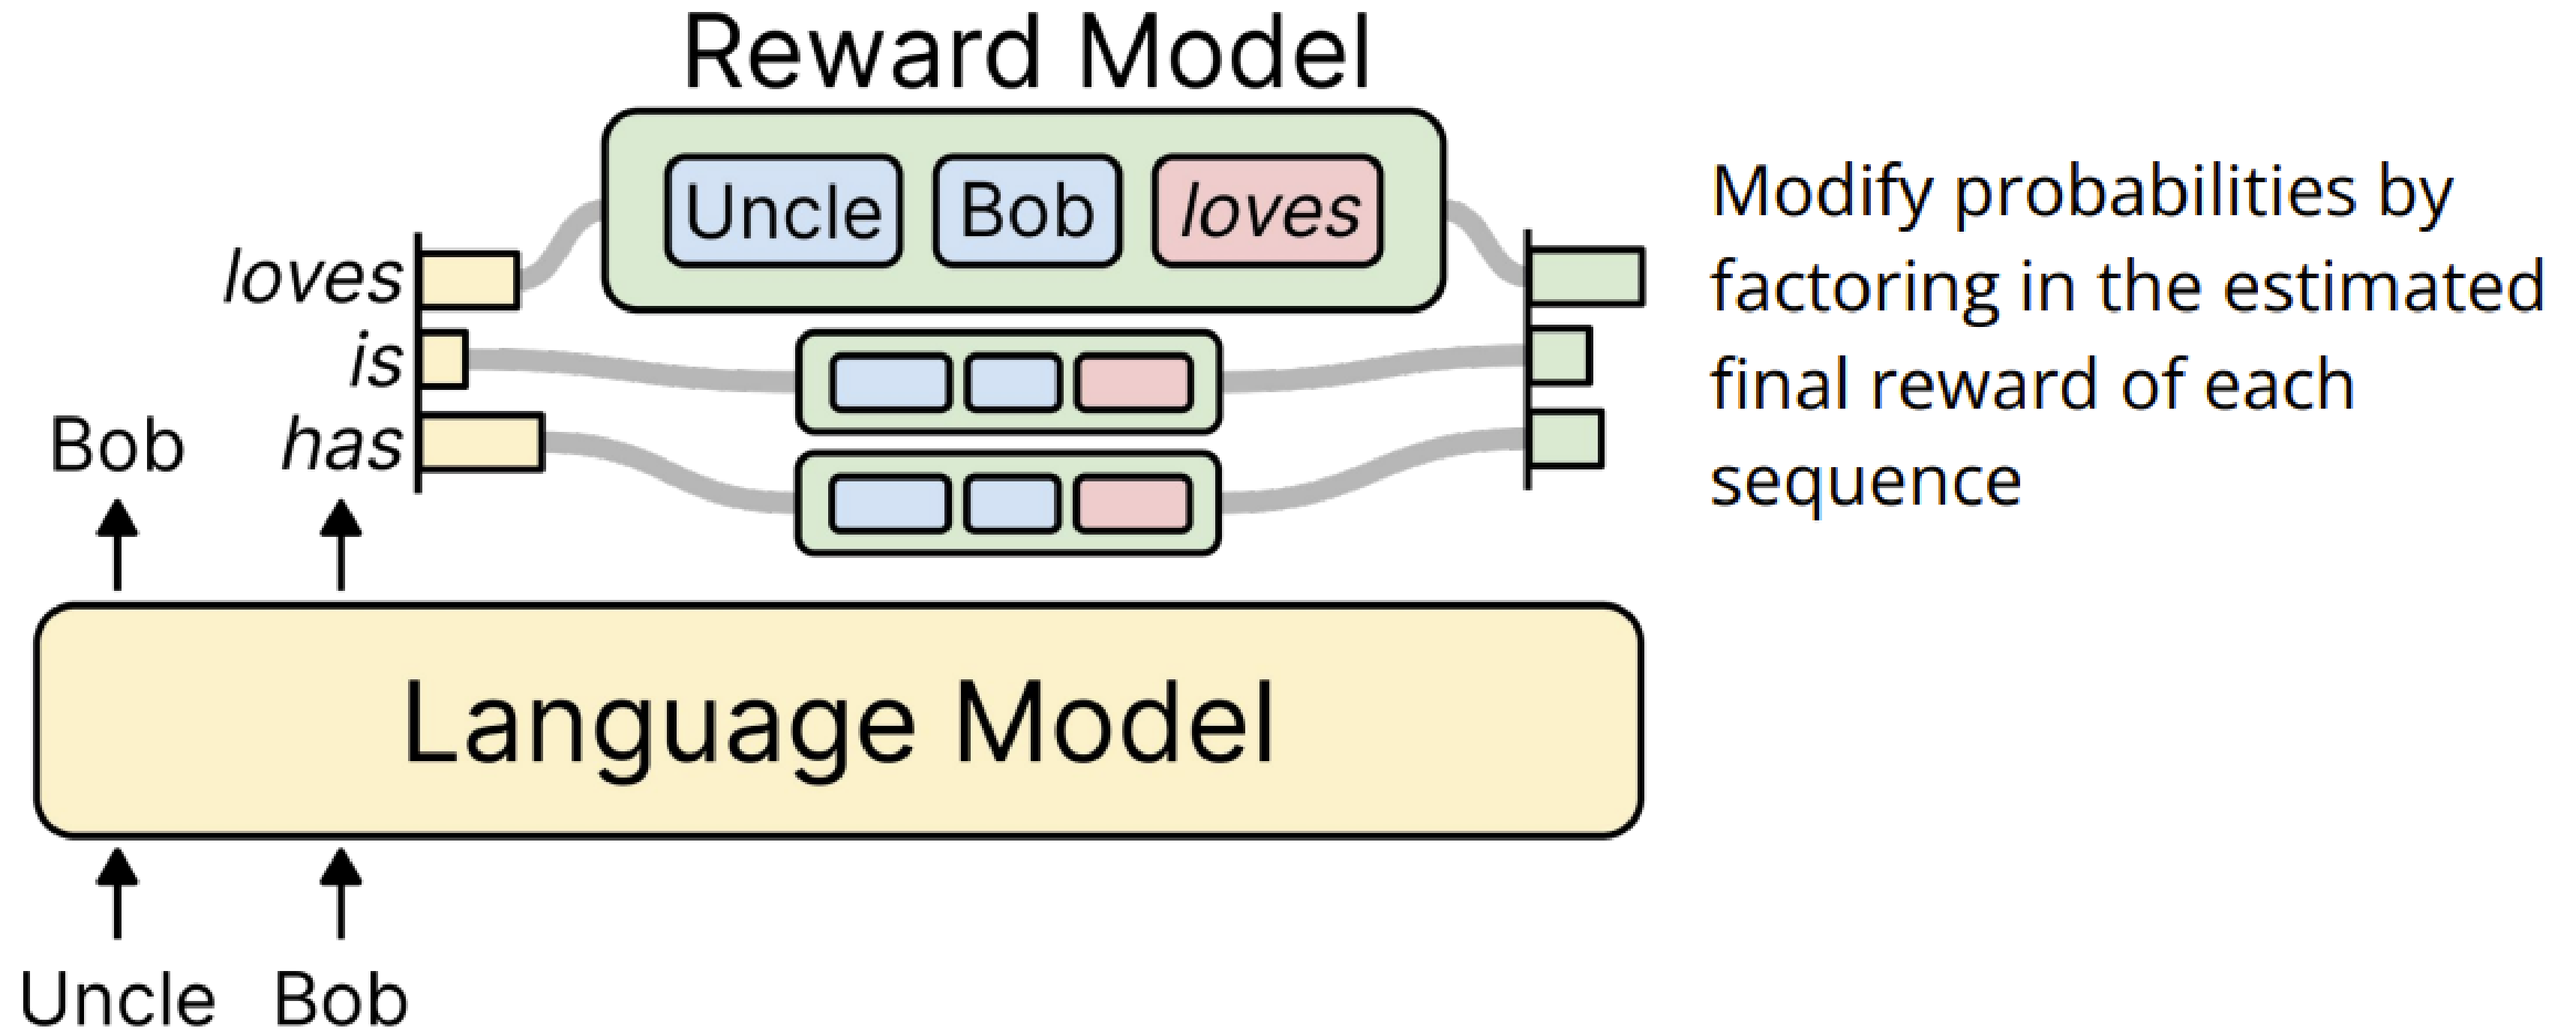 Reward Model
Uncle Bob loves
loves
is
has
Bob
Modify probabilities by
factoring in the estimated
final reward of each
sequence
Language Model
Uncle Bob